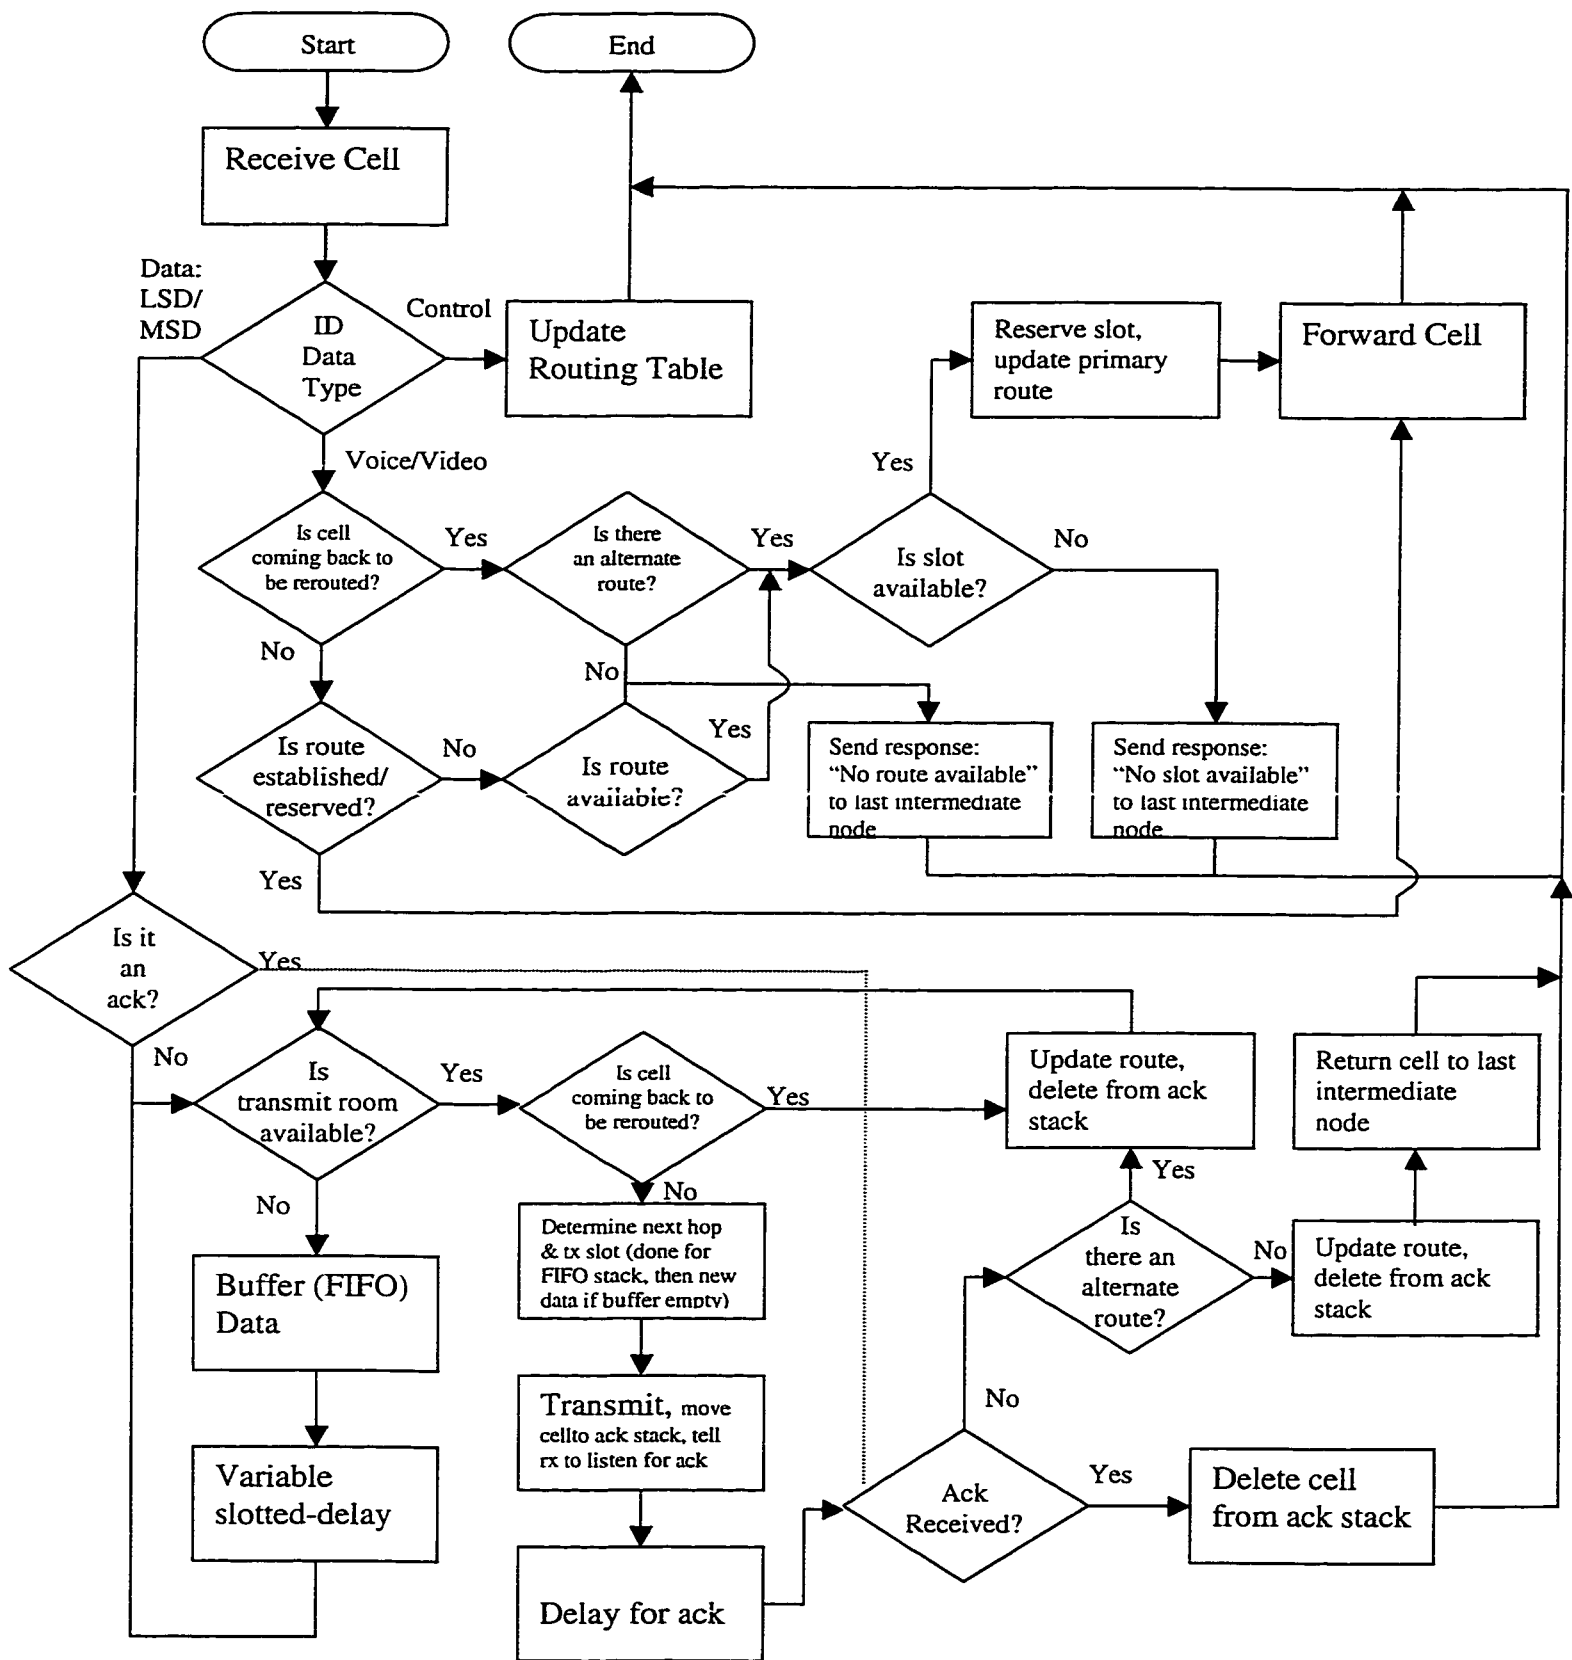 Start
End
Receive Cell
Data:
LSD/
MSD
ID
Data
Type
Control
Update
Routing Table
Reserve slot,
update primary
route
Forward Cell
Voice/Video
Yes
Is cell
coming back to
be rerouted?
Yes
Is there
an alternate
route?
Yes
Is slot
available?
No
No
No
Is route
established/
reserved?
No
Is route
available?
Yes
Send response:
“No route available”
to last intermediate
node
Send response:
“No slot available”
to last intermediate
node
Yes
Is it
an
ack?
Yes
No
Is
transmit room
available?
Yes
Is cell
coming back to
be rerouted?
Yes
Update route,
delete from ack
stack
Return cell to last
intermediate
node
No
No
Yes
Determine next hop
& tx slot (done for
FIFO stack, then new
data if buffer empty)
Is
there an
alternate
route?
No
Update route,
delete from ack
stack
Buffer (FIFO)
Data
Transmit, move
cellto ack stack, tell
rx to listen for ack
No
Variable
slotted-delay
Ack
Received?
Yes
Delete cell
from ack stack
Delay for ack